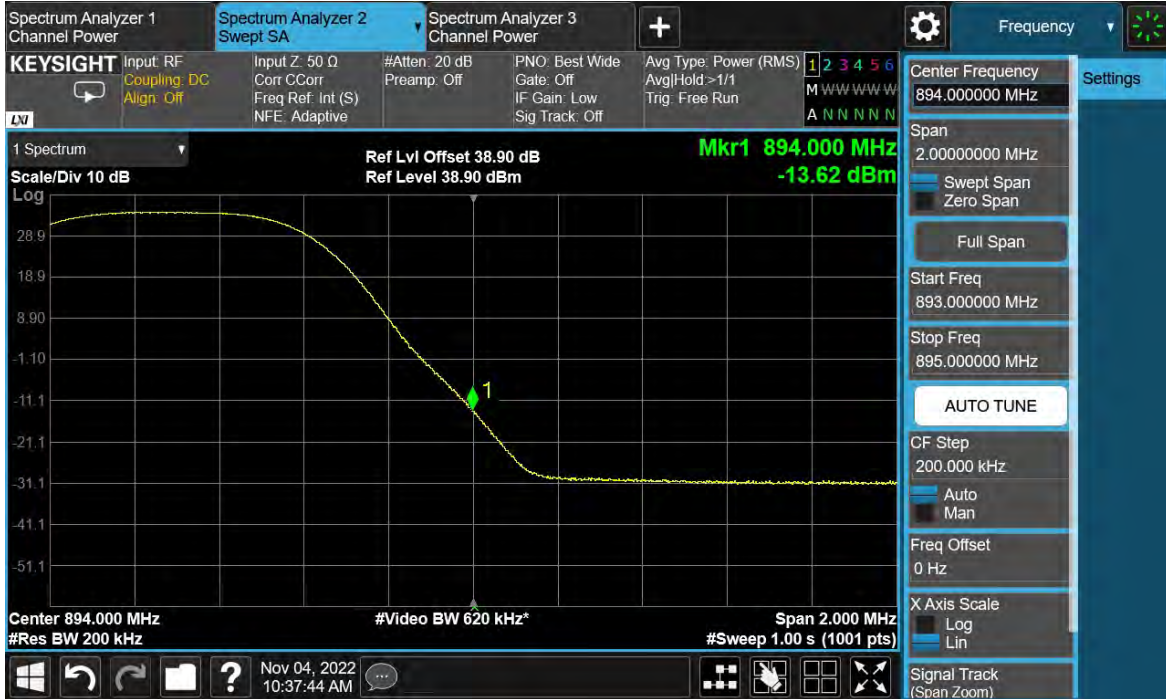 Spectrum Analyzer 1
Channel Power
Spectrum Analyzer 2
Swept SA
Spectrum Analyzer 3
Channel Power
Frequency
KEYSIGHT
LXI
Input: RF
Coupling: DC
Align: Off
Input Z: 50 Ω
Corr CCorr
Freq Ref: Int (S)
NFE: Adaptive
#Atten: 20 dB
Preamp: Off
PNO: Best Wide
Gate: Off
IF Gain: Low
Sig Track: Off
Avg Type: Power (RMS)
Avg|Hold:>1/1
Trig: Free Run
1 2 3 4 5 6
M W W W W W
A N N N N N
1 Spectrum
Scale/Div 10 dB
Log
Ref Lvl Offset 38.90 dB
Ref Level 38.90 dBm
Mkr1 894.000 MHz
-13.62 dBm
28.9
18.9
8.90
-1.10
-11.1
-21.1
-31.1
-41.1
-51.1
1
Center 894.000 MHz
#Res BW 200 kHz
#Video BW 620 kHz*
Span 2.000 MHz
#Sweep 1.00 s (1001 pts)
Nov 04, 2022
10:37:44 AM
Center Frequency
894.000000 MHz
Settings
Span
2.00000000 MHz
Swept Span
Zero Span
Full Span
Start Freq
893.000000 MHz
Stop Freq
895.000000 MHz
AUTO TUNE
CF Step
200.000 kHz
Auto
Man
Freq Offset
0 Hz
X Axis Scale
Log
Lin
Signal Track
(Span Zoom)